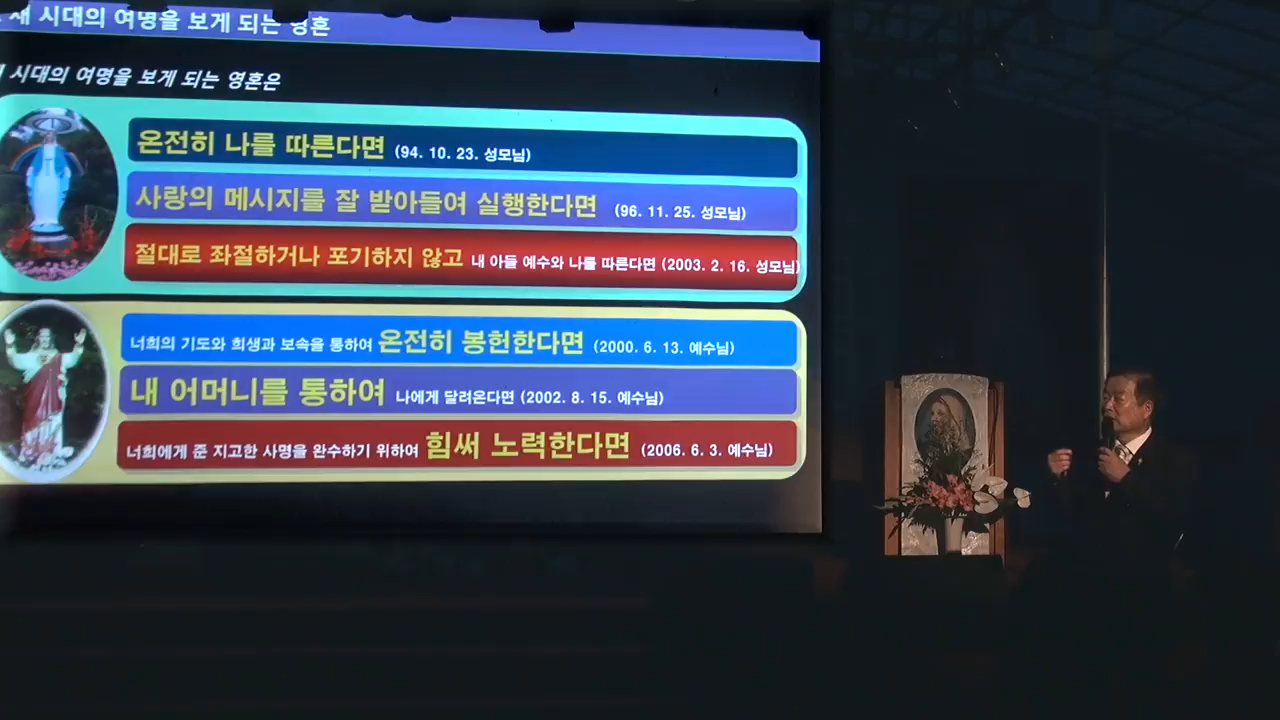 새 시대의 여명을 보게 되는 영혼
시대의 여명을 보게 되는 영혼은
온전히 나를 따른다면 (94. 10. 23. 성모님)
사랑의 메시지를 잘 받아들여 실행한다면 (96. 11. 25. 성모님)
절대로 좌절하거나 포기하지 않고 내 아들 예수와 나를 따른다면 (2003. 2. 16. 성모님)
너희의 기도와 희생과 보속을 통하여 온전히 봉헌한다면 (2000. 6. 13. 예수님)
내 어머니를 통하여 나에게 달려온다면 (2002. 8. 15. 예수님)
너희에게 준 지고한 사명을 완수하기 위하여 힘써 노력한다면 (2006. 6. 3. 예수님)